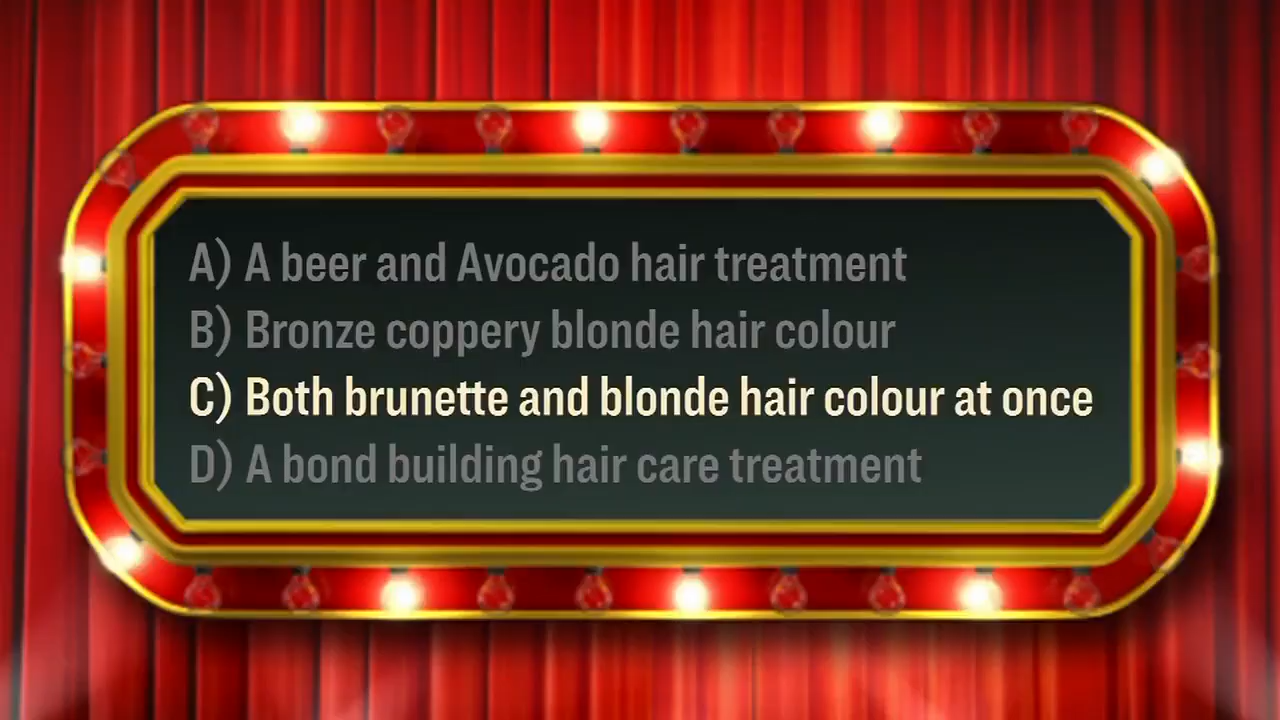 A) A beer and Avocado hair treatment
B) Bronze coppery blonde hair colour
C) Both brunette and blonde hair colour at once
D) A bond building hair care treatment